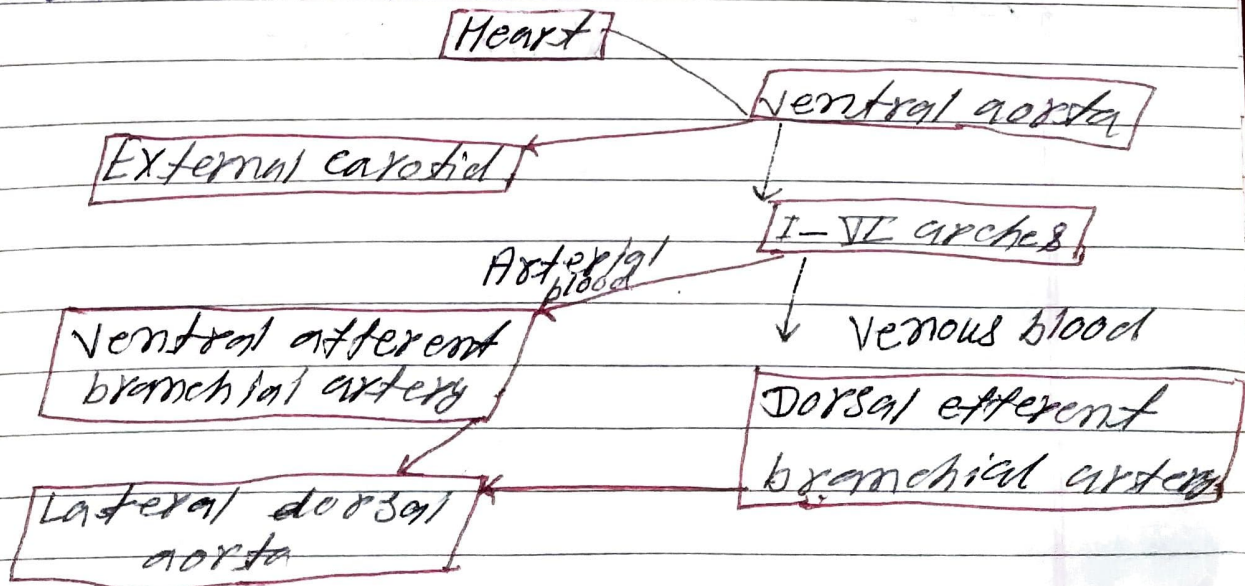 Heart
ventral aorta
External carotid
I-VI arches
Arterial
blood
Venous blood
Ventral afferent
branchial artery
Dorsal efferent
branchial artery
Lateral dorsal
aorta